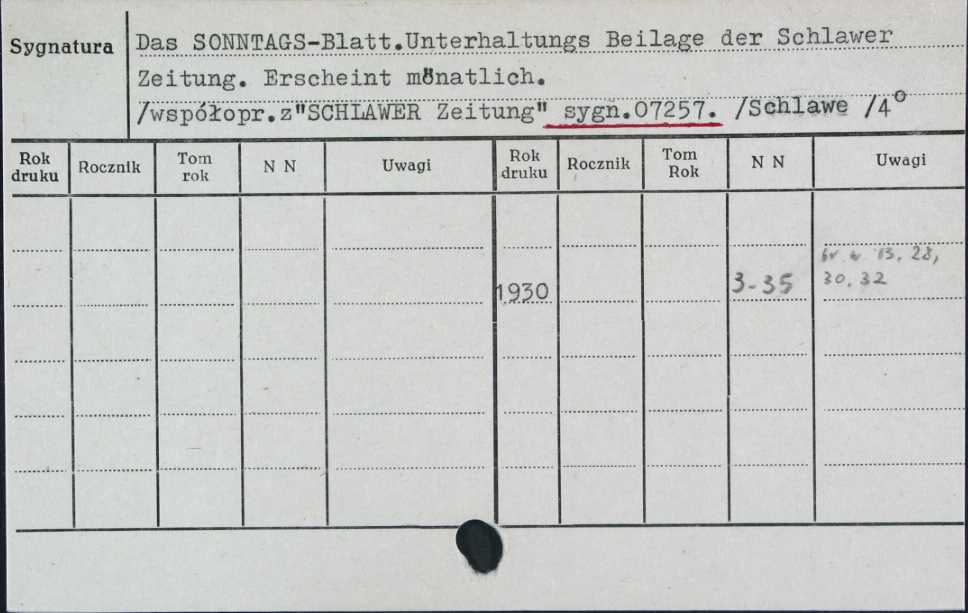 Sygnatura
Das SONNTAGS-Blatt.Unterhaltungs Beilage der Schlawer
Zeitung. Erscheint mönatlich.
/współopr.z"SCHLAWER Zeitung" sygn.07257. /Schlawe /4°
Rok druku Rocznik Tom rok N N Uwagi Rok druku Rocznik Tom Rok N N Uwagi
13, 28,
1930 3-35 30, 32